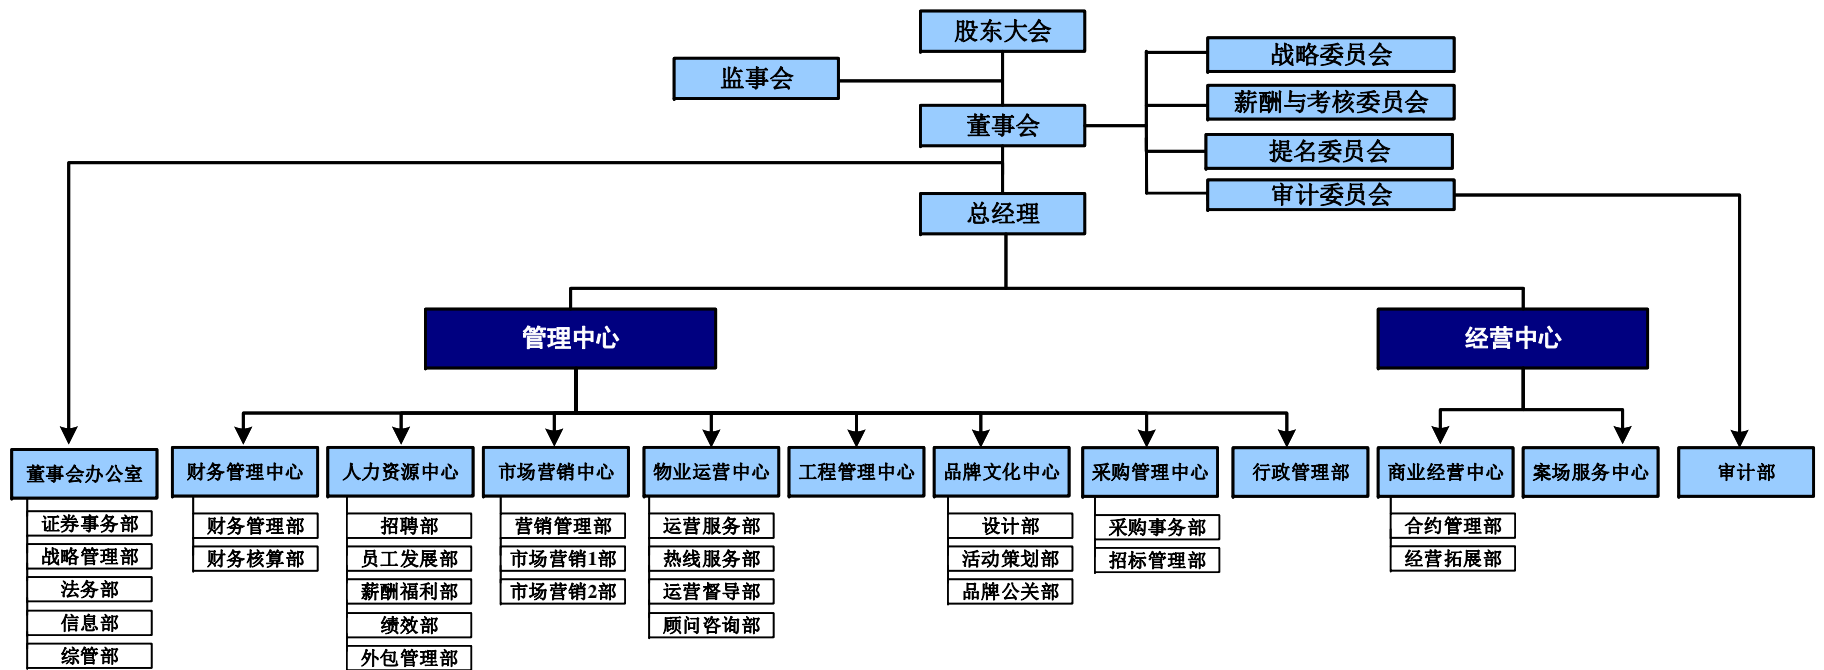 股东大会
监事会
董事会
战略委员会
薪酬与考核委员会
提名委员会
审计委员会
总经理
管理中心
经营中心
董事会办公室
证券事务部
战略管理部
法务部
信息部
综管部
财务管理中心
财务管理部
财务核算部
人力资源中心
招聘部
员工发展部
薪酬福利部
绩效部
外包管理部
市场营销中心
营销管理部
市场营销1部
市场营销2部
物业运营中心
运营服务部
热线服务部
运营督导部
顾问咨询部
工程管理中心
品牌文化中心
设计部
活动策划部
品牌公关部
采购管理中心
采购事务部
招标管理部
行政管理部
商业经营中心
合约管理部
经营拓展部
案场服务中心
审计部